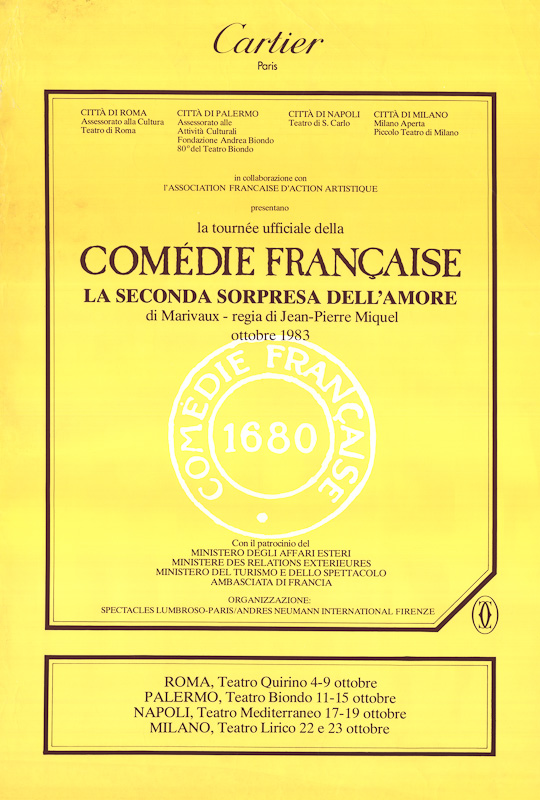 Cartier
Paris
CITTÀ DI ROMA
Assessorato alla Cultura
Teatro di Roma
CITTÀ DI PALERMO
Assessorato alle
Attività Culturali
Fondazione Andrea Biondo
80° del Teatro Biondo
CITTÀ DI NAPOLI
Teatro di S. Carlo
CITTÀ DI MILANO
Milano Aperta
Piccolo Teatro di Milano
in collaborazione con
l'ASSOCIATION FRANCAISE D'ACTION ARTISTIQUE
presentano
la tournée ufficiale della
COMÉDIE FRANÇAISE
LA SECONDA SORPRESA DELL'AMORE
di Marivaux - regia di Jean-Pierre Miquel
ottobre 1983
COMÉDIE FRANÇAISE
1680
Con il patrocinio del
MINISTERO DEGLI AFFARI ESTERI
MINISTERE DES RELATIONS EXTERIEURES
MINISTERO DEL TURISMO E DELLO SPETTACOLO
AMBASCIATA DI FRANCIA
ORGANIZZAZIONE:
SPECTACLES LUMBROSO-PARIS/ANDRES NEUMANN INTERNATIONAL FIRENZE
ROMA, Teatro Quirino 4-9 ottobre
PALERMO, Teatro Biondo 11-15 ottobre
NAPOLI, Teatro Mediterraneo 17-19 ottobre
MILANO, Teatro Lirico 22 e 23 ottobre